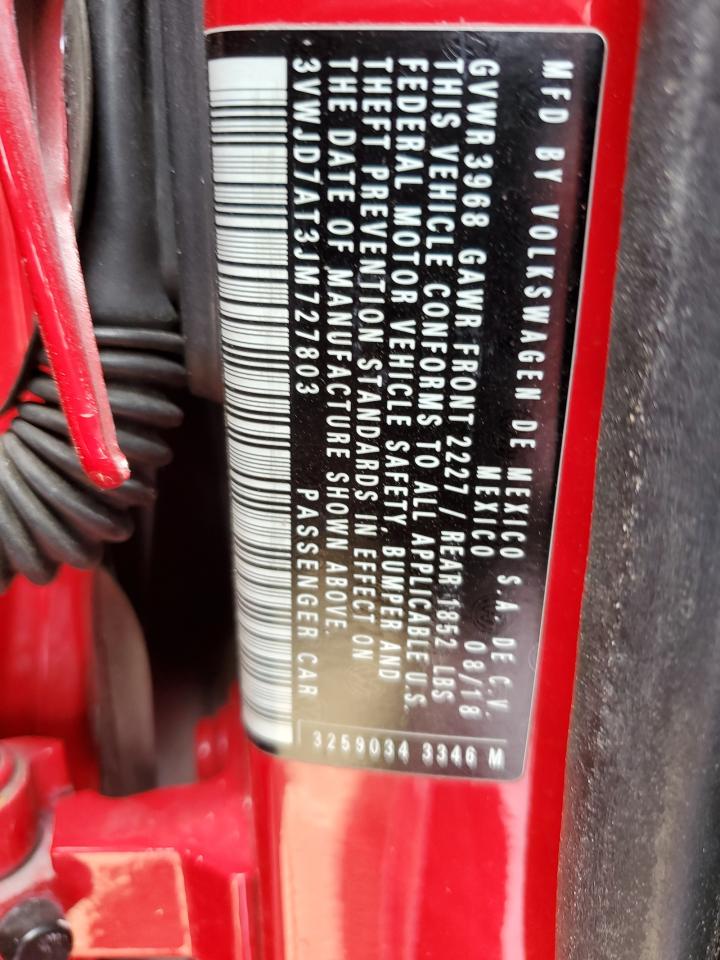 MFD BY VOLKSWAGEN DE MEXICO S.A. DE C.V.
MEXICO 08/18
GVWR 3968 GAWR FRONT 2227 / REAR 1852 LBS
THIS VEHICLE CONFORMS TO ALL APPLICABLE U.S.
FEDERAL MOTOR VEHICLE SAFETY, BUMPER AND
THEFT PREVENTION STANDARDS IN EFFECT ON
THE DATE OF MANUFACTURE SHOWN ABOVE.
3VWJD7AT3JM727803 PASSENGER CAR
3259034 3346 M